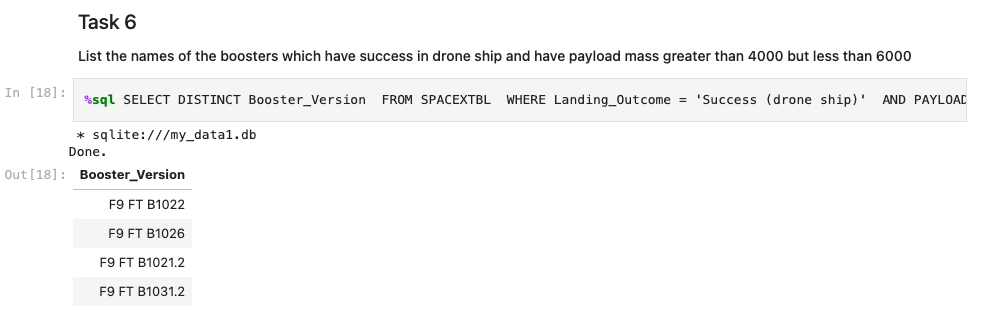 Task 6
List the names of the boosters which have success in drone ship and have payload mass greater than 4000 but less than 6000
In [18]: %sql SELECT DISTINCT Booster_Version  FROM SPACEXTBL  WHERE Landing_Outcome = 'Success (drone ship)'  AND PAYLOAD
* sqlite:///my_data1.db
Done.
Out[18]: Booster_Version
F9 FT B1022
F9 FT B1026
F9 FT B1021.2
F9 FT B1031.2